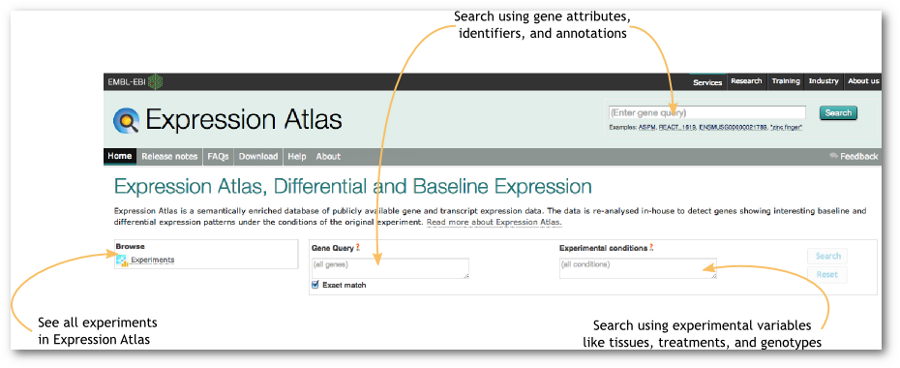 Search using gene attributes,
identifiers, and annotations
EMBL-EBI
Services Research Training Industry About us
Expression Atlas
(Enter gene query)
Search
Examples: ASPM, REACT_1619, ENSMUSG00000021789, "zinc finger"
Home Release notes FAQs Download Help About
Feedback
Expression Atlas, Differential and Baseline Expression
Expression Atlas is a semantically enriched database of publicly available gene and transcript expression data. The data is re-analysed in-house to detect genes showing interesting baseline and
differential expression patterns under the conditions of the original experiment. Read more about Expression Atlas.
Browse
Experiments
Gene Query ?
(all genes)
Exact match
Experimental conditions ?
(all conditions)
Search
Reset
See all experiments
in Expression Atlas
Search using experimental variables
like tissues, treatments, and genotypes